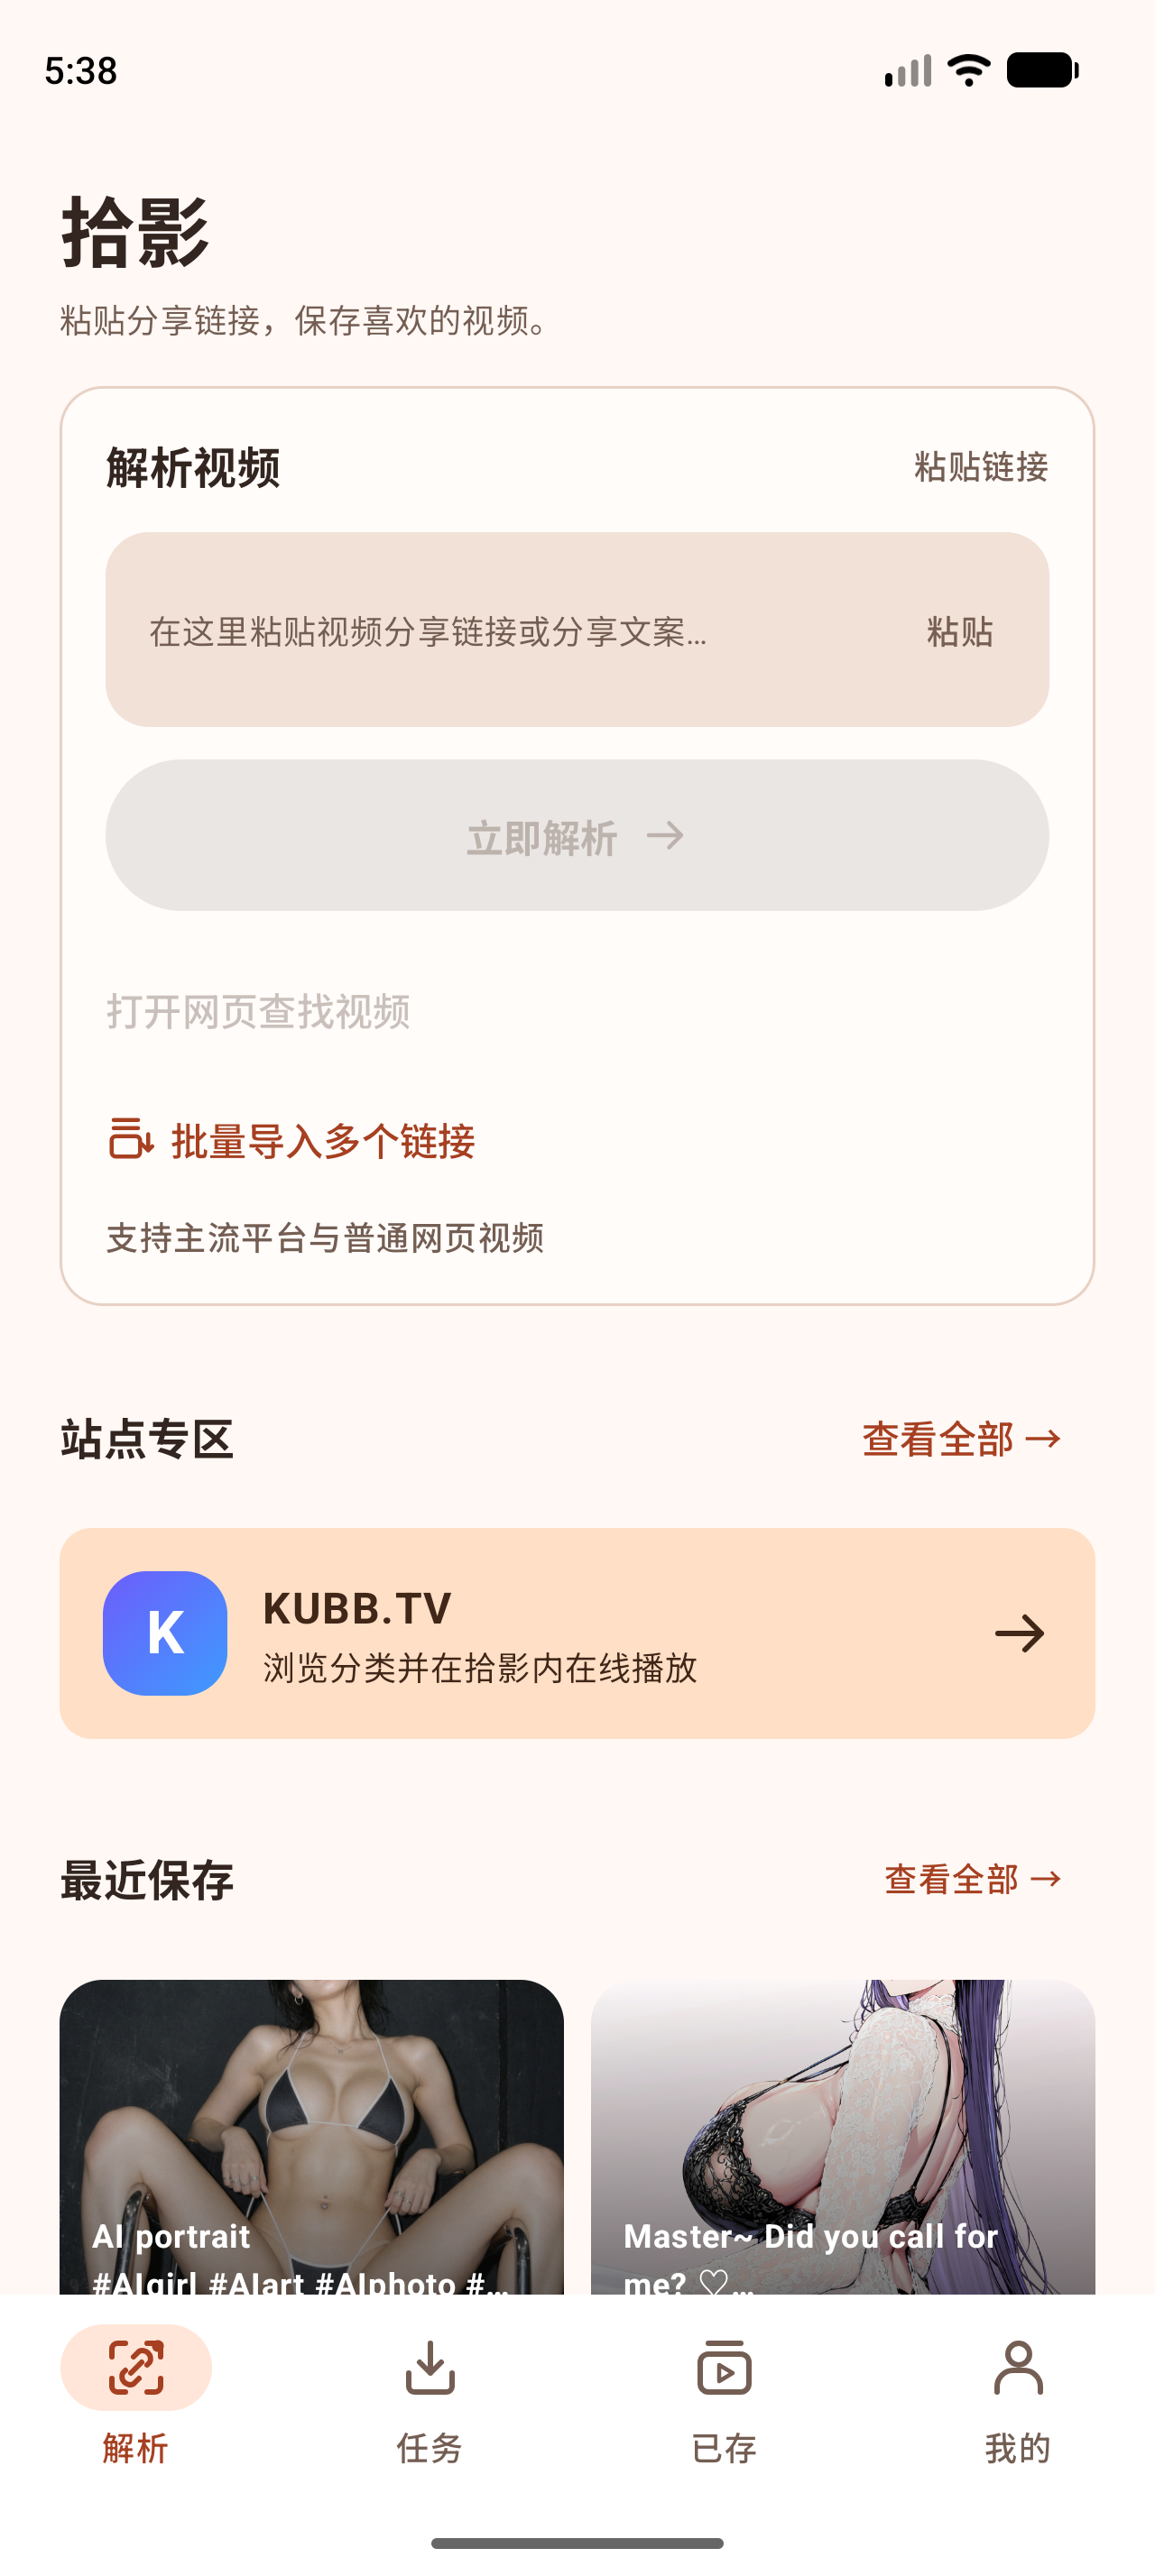 5:38
拾影
粘贴分享链接，保存喜欢的视频。
解析视频
粘贴链接
在这里粘贴视频分享链接或分享文案...
粘贴
立即解析 →
打开网页查找视频
批量导入多个链接
支持主流平台与普通网页视频
站点专区
查看全部 →
K
KUBB.TV
浏览分类并在拾影内在线播放
最近保存
查看全部 →
AI portrait
#AIgirl #AIart #AIphoto #...
Master~ Did you call for
me? ♡...
解析
任务
已存
我的